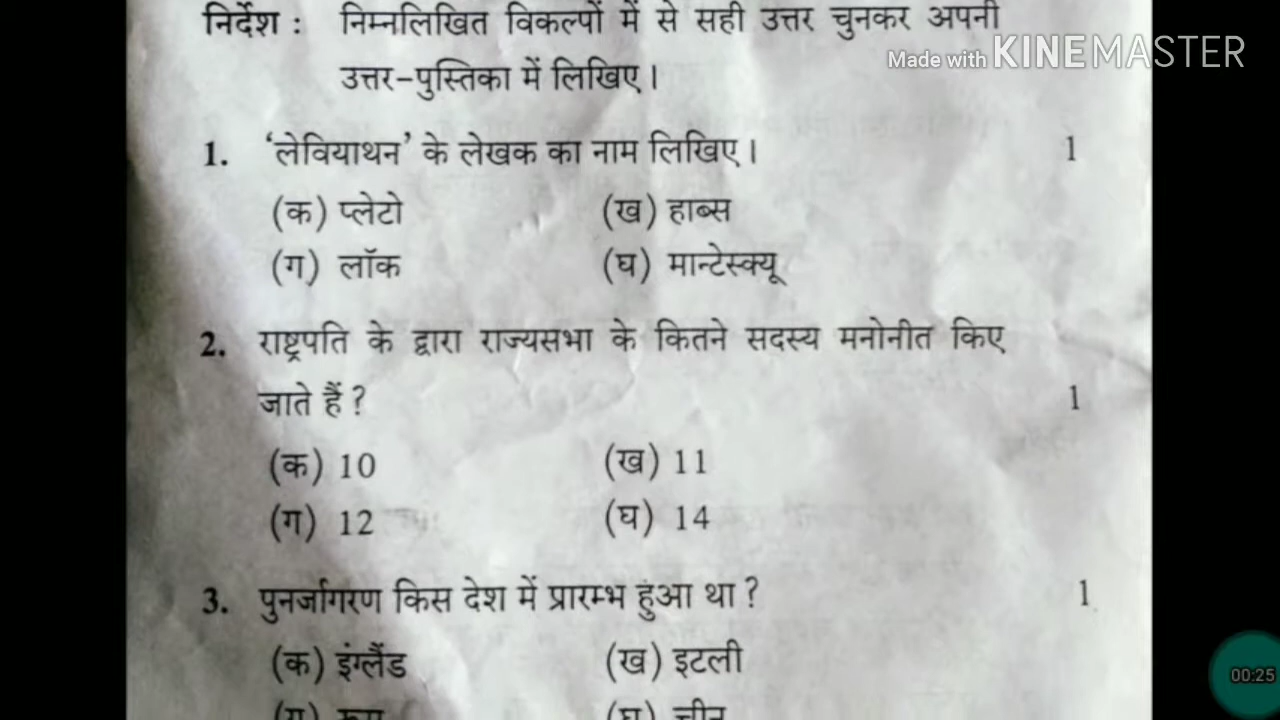 निर्देश : निम्नलिखित विकल्पों में से सही उत्तर चुनकर अपनी
Made with KINEMASTER
उत्तर-पुस्तिका में लिखिए।
1. ‘लेवियाथन’ के लेखक का नाम लिखिए। 1
(क) प्लेटो (ख) हाब्स
(ग) लॉक (घ) मान्टेस्क्यू
2. राष्ट्रपति के द्वारा राज्यसभा के कितने सदस्य मनोनीत किए
जाते हैं? 1
(क) 10 (ख) 11
(ग) 12 (घ) 14
3. पुनर्जागरण किस देश में प्रारम्भ हुआ था? 1
(क) इंग्लैंड (ख) इटली
(ग) (घ) चीन
00:25